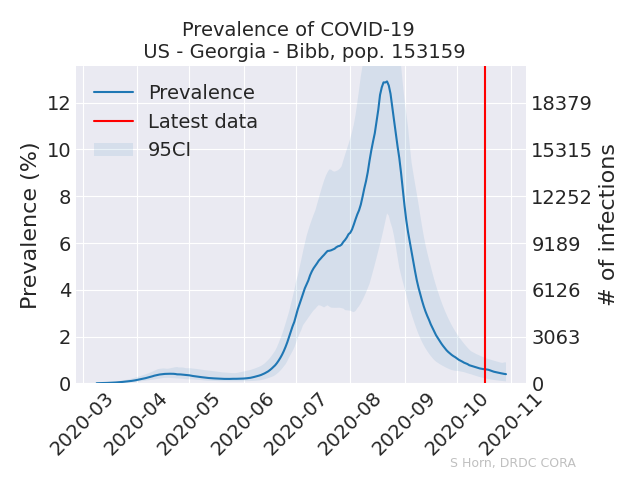 Prevalence of COVID-19
US - Georgia - Bibb, pop. 153159
Prevalence
Latest data
95CI
Prevalence (%)
12
10
8
6
4
2
0
18379
15315
12252
9189
6126
3063
0
# of infections
2020-03
2020-04
2020-05
2020-06
2020-07
2020-08
2020-09
2020-10
2020-11
S Horn, DRDC CORA